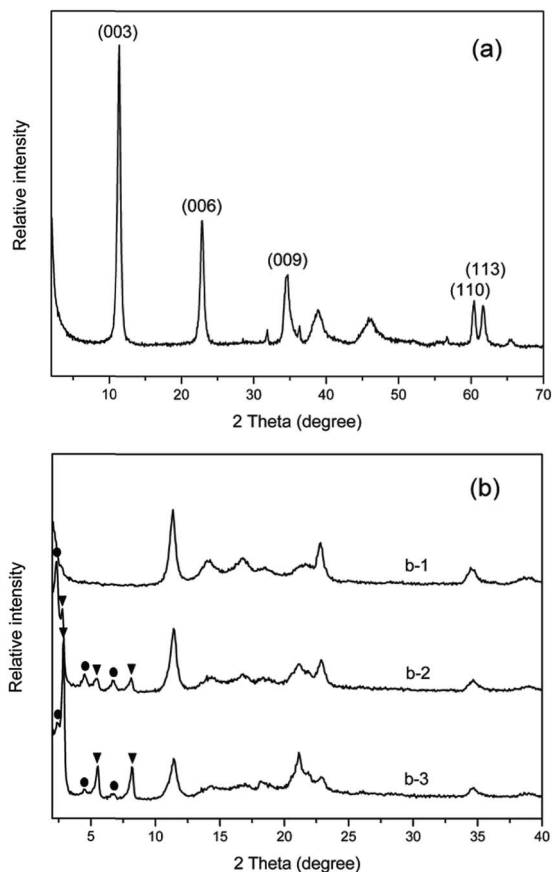 (003)
(a)
(006)
(009)
(113)
(110)
Relative intensity
10 20 30 40 50 60 70
2 Theta (degree)
(b)
b-1
b-2
b-3
Relative intensity
5 10 15 20 25 30 35 40
2 Theta (degree)